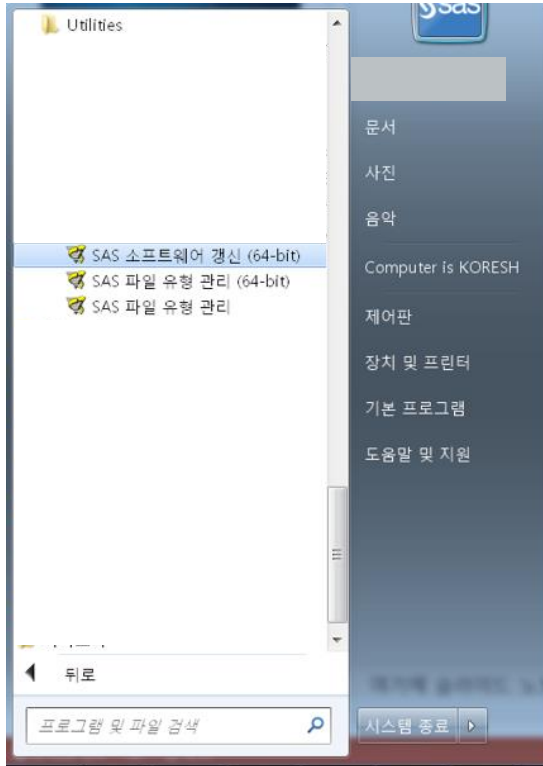 Utilities
SAS 소프트웨어 갱신 (64-bit)
SAS 파일 유형 관리 (64-bit)
SAS 파일 유형 관리
뒤로
프로그램 및 파일 검색
sas
문서
사진
음악
Computer is KORESH
제어판
장치 및 프린터
기본 프로그램
도움말 및 지원
시스템 종료